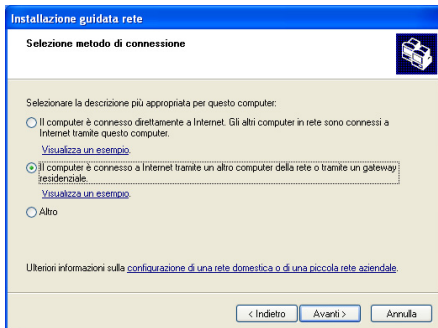 Installazione guidata rete
Selezione metodo di connessione
Selezionare la descrizione più appropriata per questo computer:
Il computer è connesso direttamente a Internet. Gli altri computer in rete sono connessi a
Internet tramite questo computer.
Visualizza un esempio.
Il computer è connesso a Internet tramite un altro computer della rete o tramite un gateway
residenziale.
Visualizza un esempio.
Altro
Ulteriori informazioni sulla configurazione di una rete domestica o di una piccola rete aziendale.
< Indietro
Avanti >
Annulla